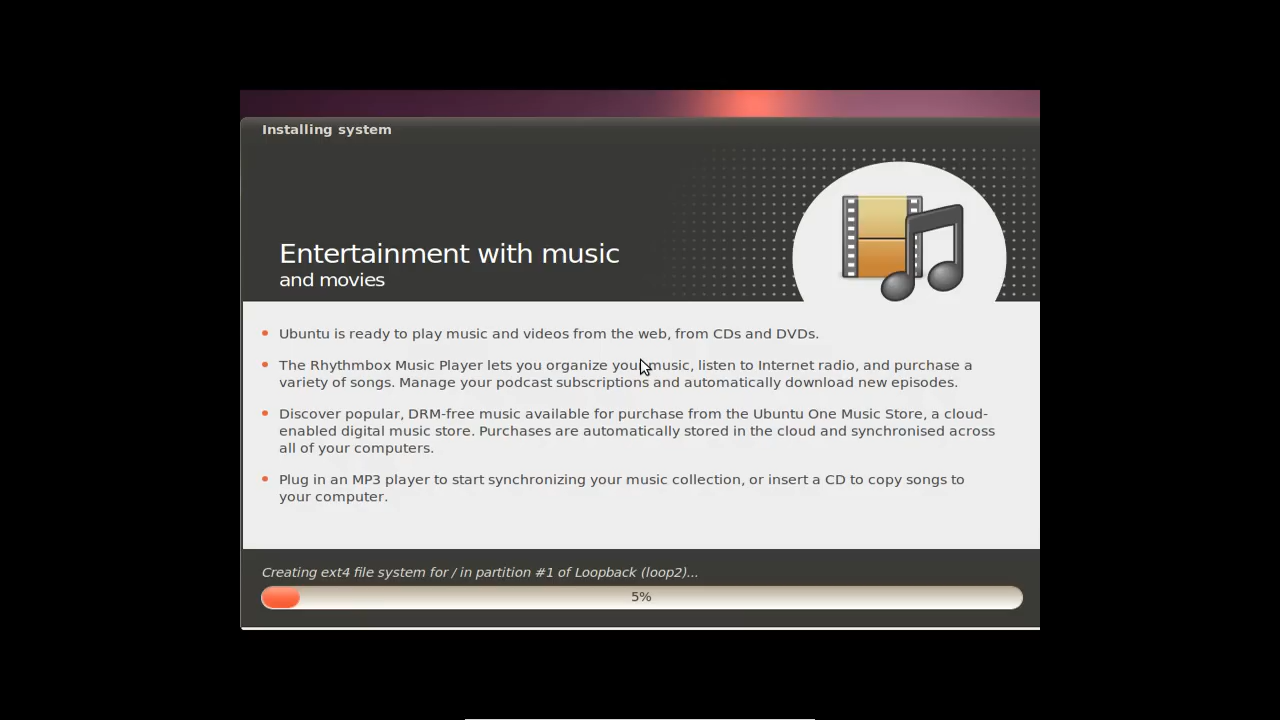 Installing system
Entertainment with music
and movies
Ubuntu is ready to play music and videos from the web, from CDs and DVDs.
The Rhythmbox Music Player lets you organize your music, listen to Internet radio, and purchase a
variety of songs. Manage your podcast subscriptions and automatically download new episodes.
Discover popular, DRM-free music available for purchase from the Ubuntu One Music Store, a cloud-
enabled digital music store. Purchases are automatically stored in the cloud and synchronised across
all of your computers.
Plug in an MP3 player to start synchronizing your music collection, or insert a CD to copy songs to
your computer.
Creating ext4 file system for / in partition #1 of Loopback (loop2)...
5%